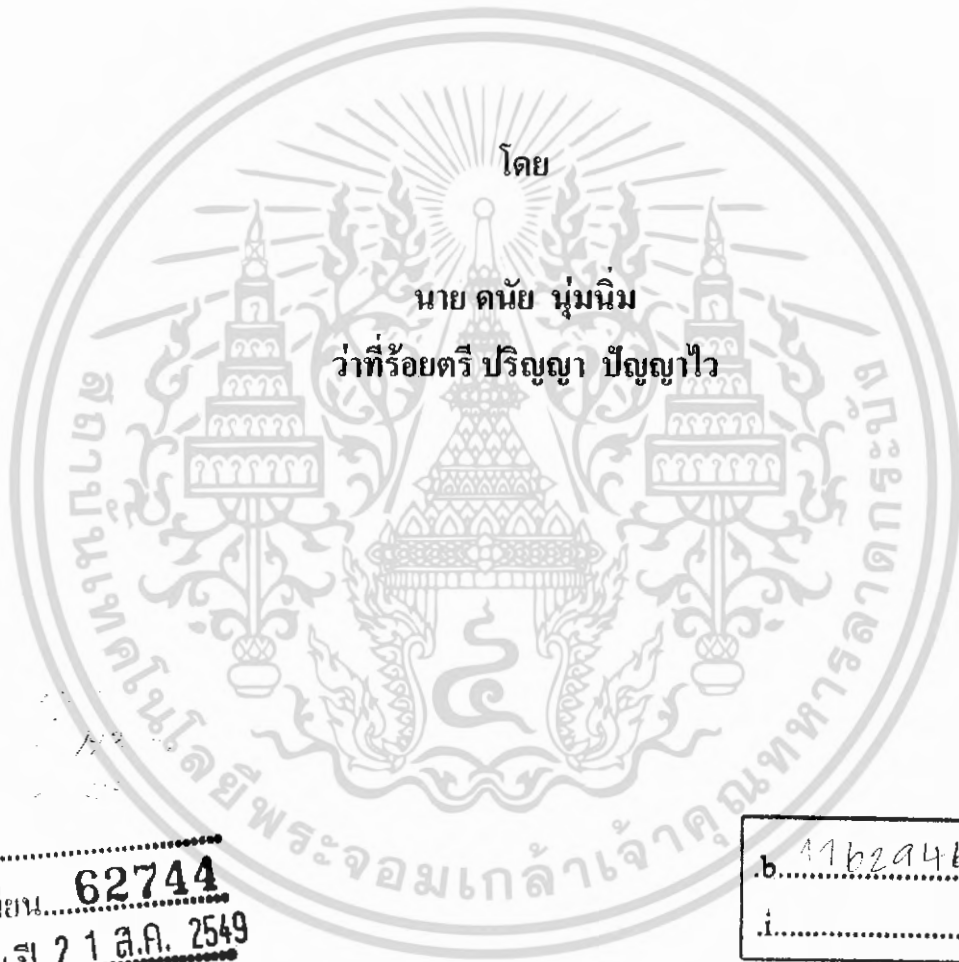 โดย
นาย ดนัย นุ่มนิ่ม
ว่าที่ร้อยตรี ปริญญา ปัญญาไว
สถาบันเทคโนโลยีพระจอมเกล้าเจ้าคุณทหารลาดกระบัง
62744
2 1 ส.ค. 2549
.b.
.i.